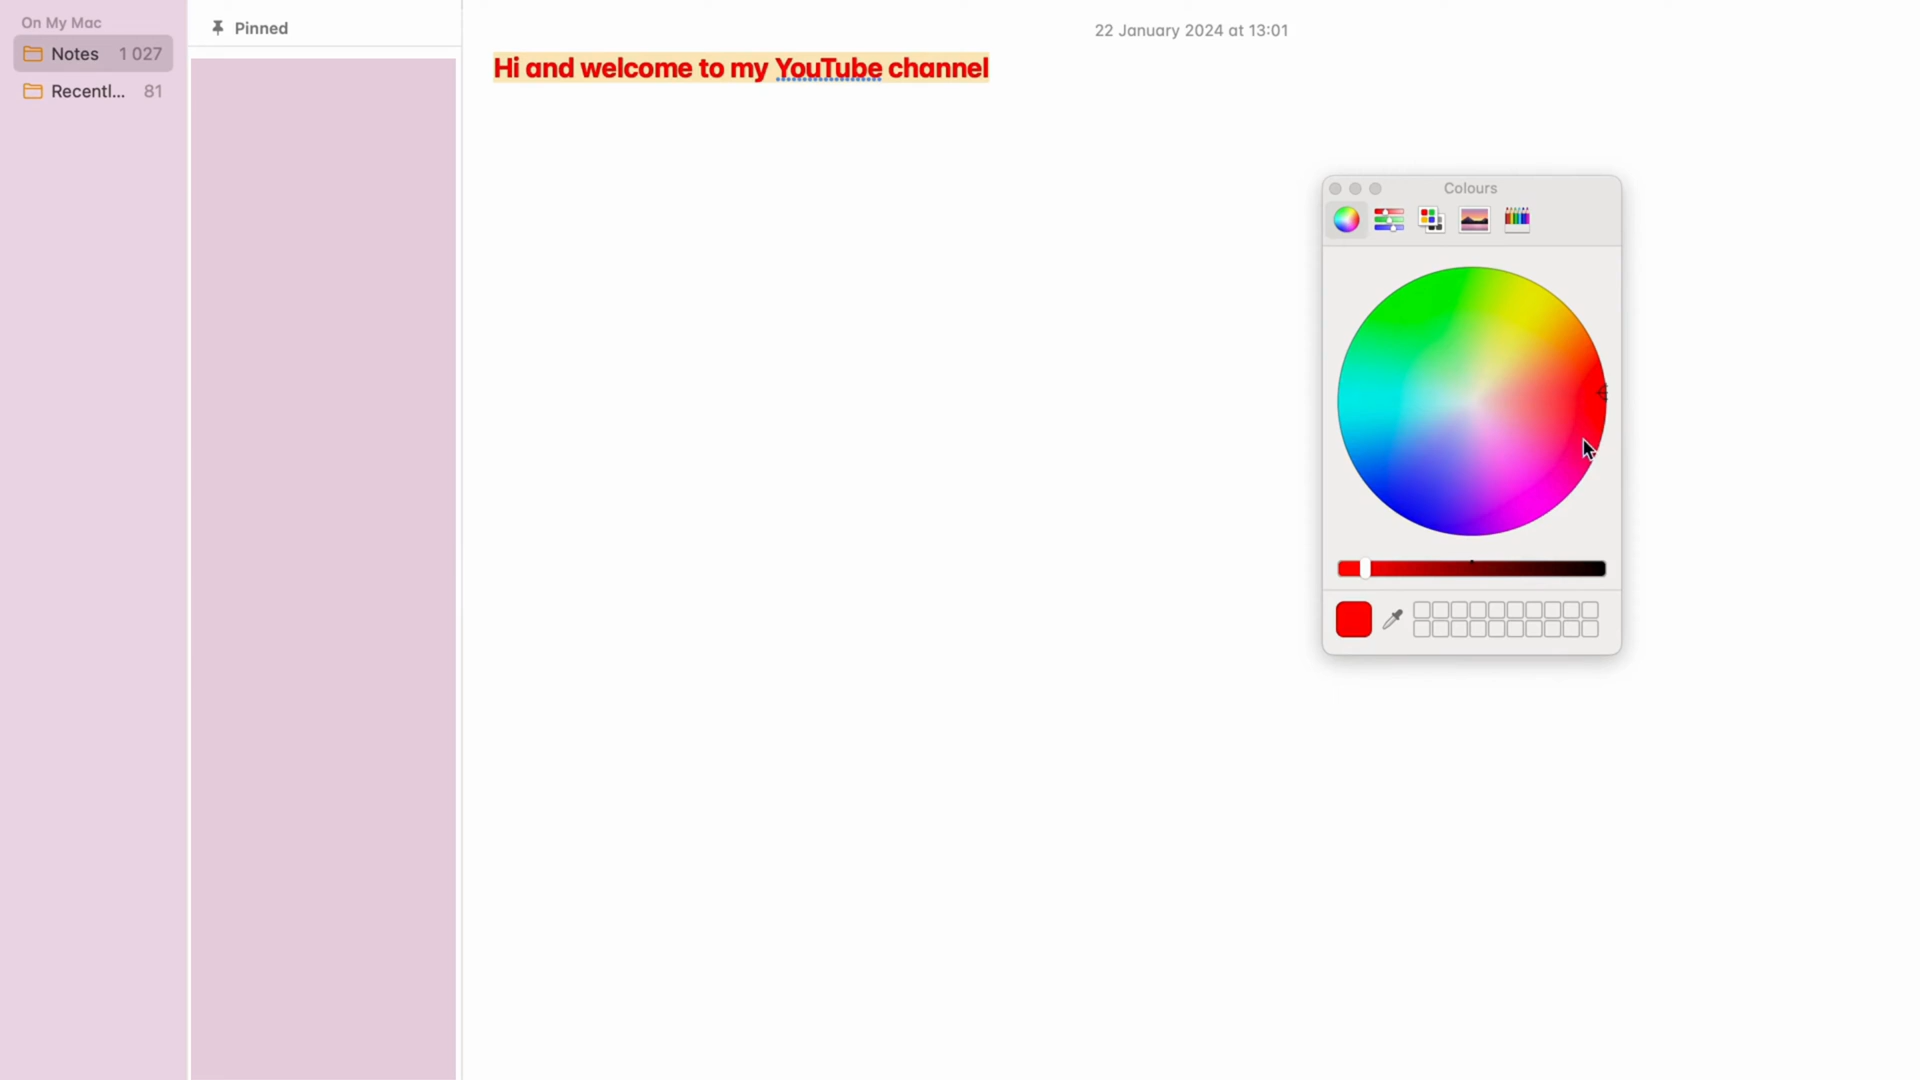 On My Mac
Notes 1 027
Recentl... 81
Pinned
22 January 2024 at 13:01
Hi and welcome to my YouTube channel
Colours